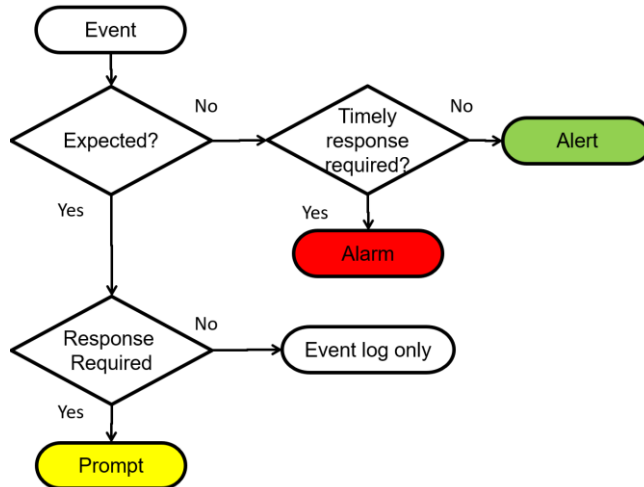 Event
Expected?
No
Timely
response
required?
No
Alert
Yes
Yes
Alarm
Response
Required
No
Event log only
Yes
Prompt